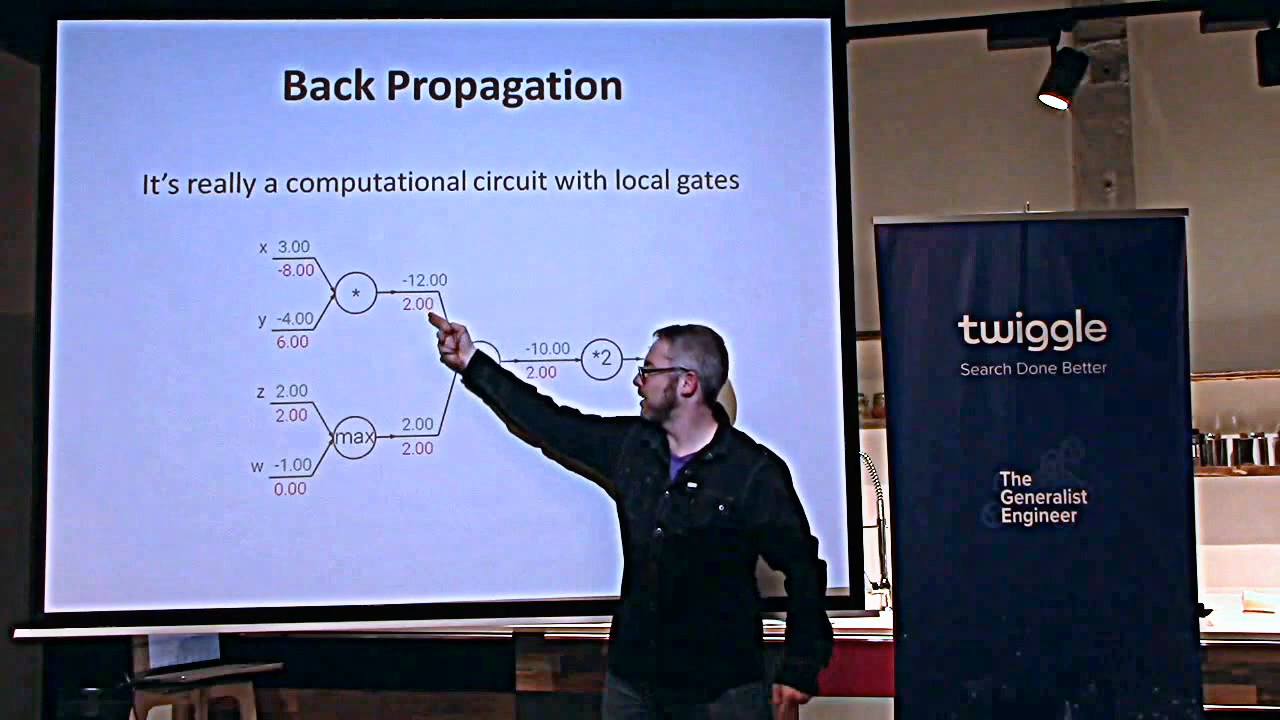 Back Propagation
It's really a computational circuit with local gates
x 3.00
-8.00
*
-12.00
2.00
y -4.00
6.00
-10.00
2.00
*2
z 2.00
2.00
max
2.00
2.00
w -1.00
0.00
twiggle
Search Done Better
The
Generalist
Engineer